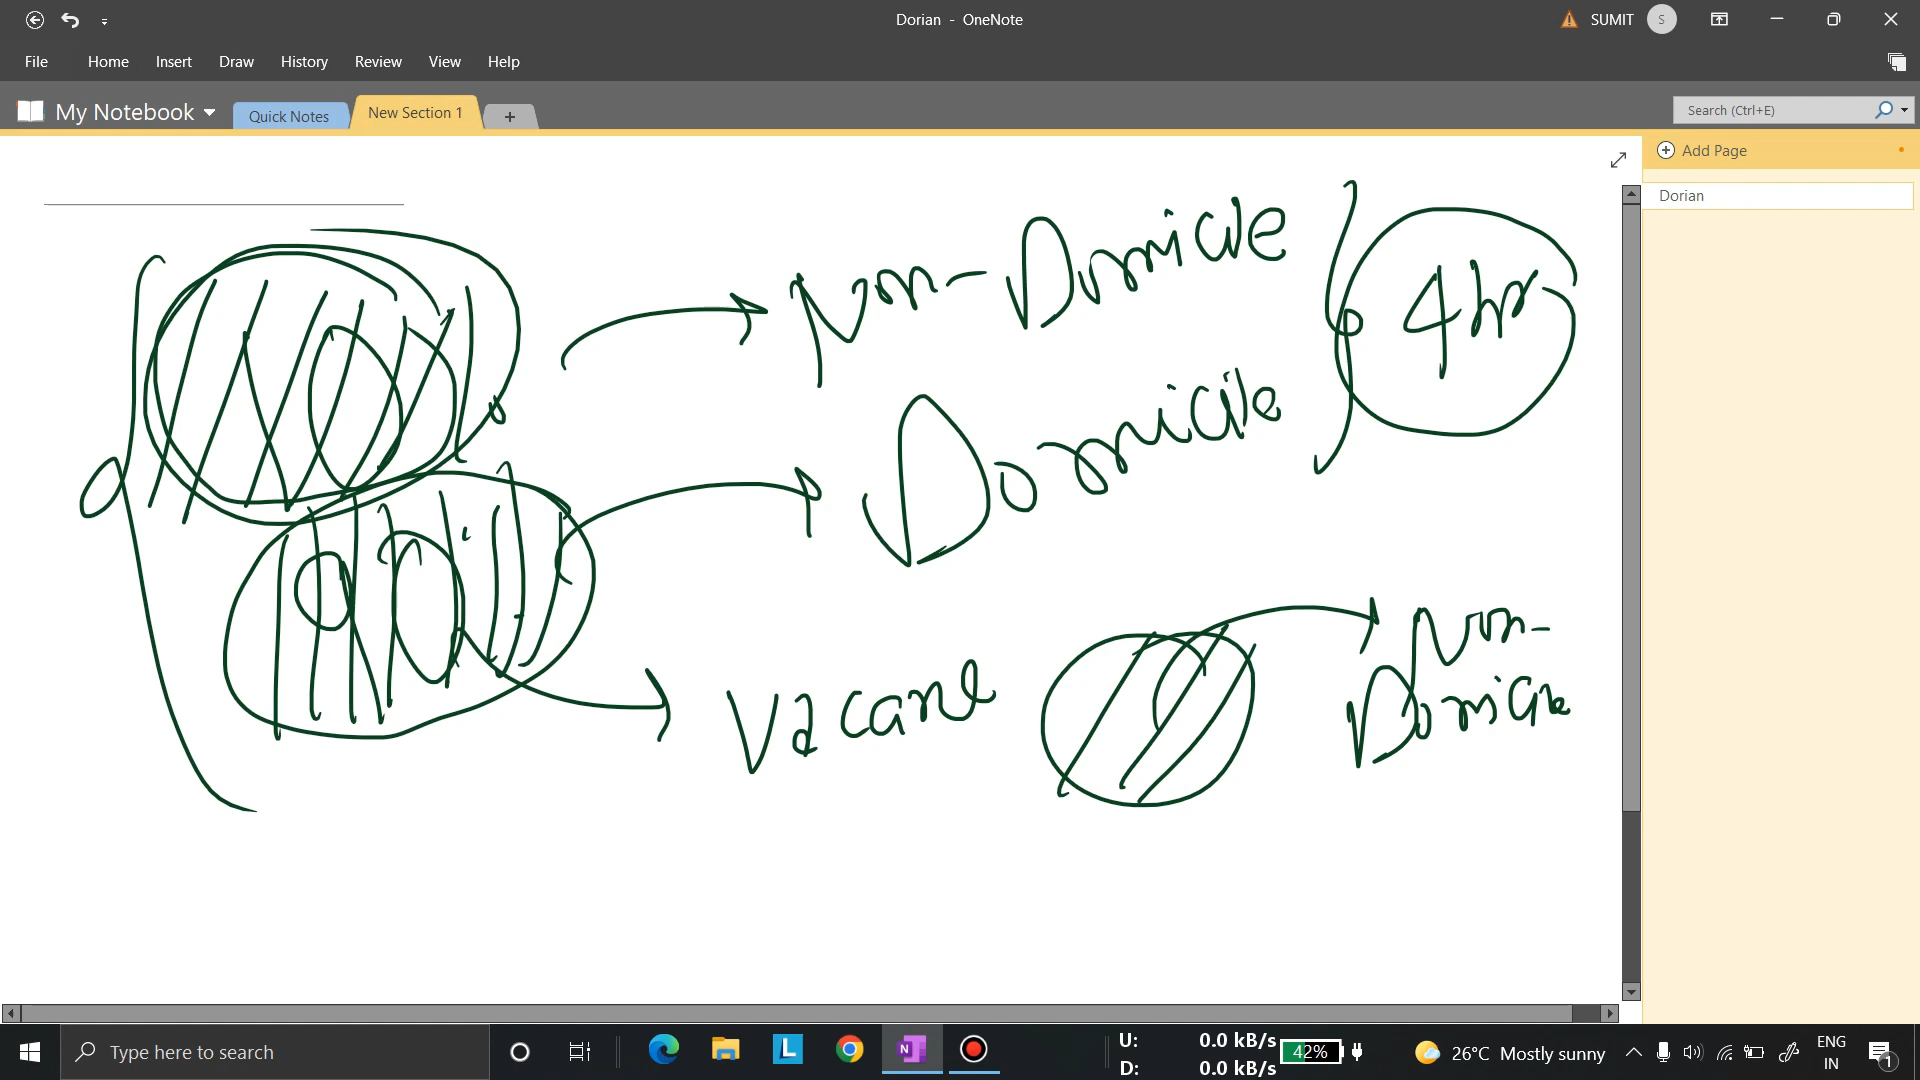 Dorian - OneNote
SUMIT
S
File Home Insert Draw History Review View Help
My Notebook
Quick Notes
New Section 1
+
Search (Ctrl+E)
Add Page
Dorian
Non-Domicile
4hr
Domicile
Non-
Domicile
N
Type here to search
L
U: 0.0 kB/s
D: 0.0 kB/s
42%
26°C Mostly sunny
ENG
IN
1